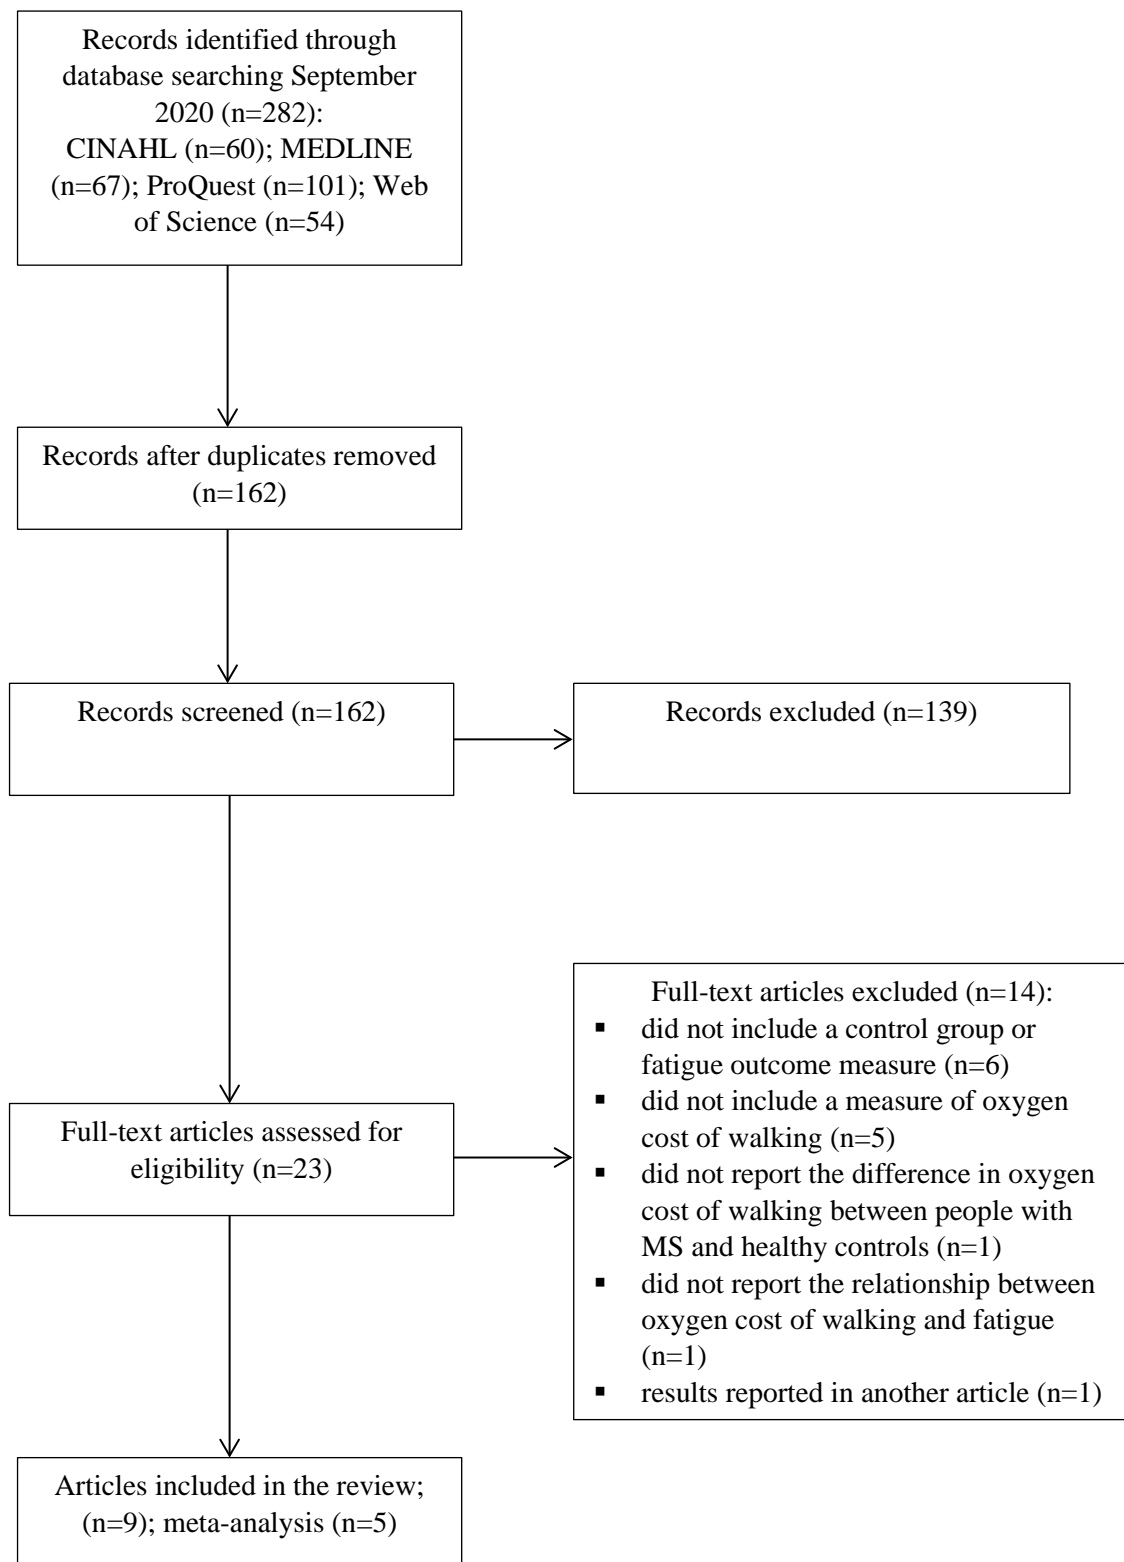 Records identified through
database searching September
2020 (n=282):
CINAHL (n=60); MEDLINE
(n=67); ProQuest (n=101); Web
of Science (n=54)
Records after duplicates removed
(n=162)
Records screened (n=162)
Records excluded (n=139)
Full-text articles assessed for
eligibility (n=23)
Full-text articles excluded (n=14):
▪ did not include a control group or
fatigue outcome measure (n=6)
▪ did not include a measure of oxygen
cost of walking (n=5)
▪ did not report the difference in oxygen
cost of walking between people with
MS and healthy controls (n=1)
▪ did not report the relationship between
oxygen cost of walking and fatigue
(n=1)
▪ results reported in another article (n=1)
Articles included in the review;
(n=9); meta-analysis (n=5)